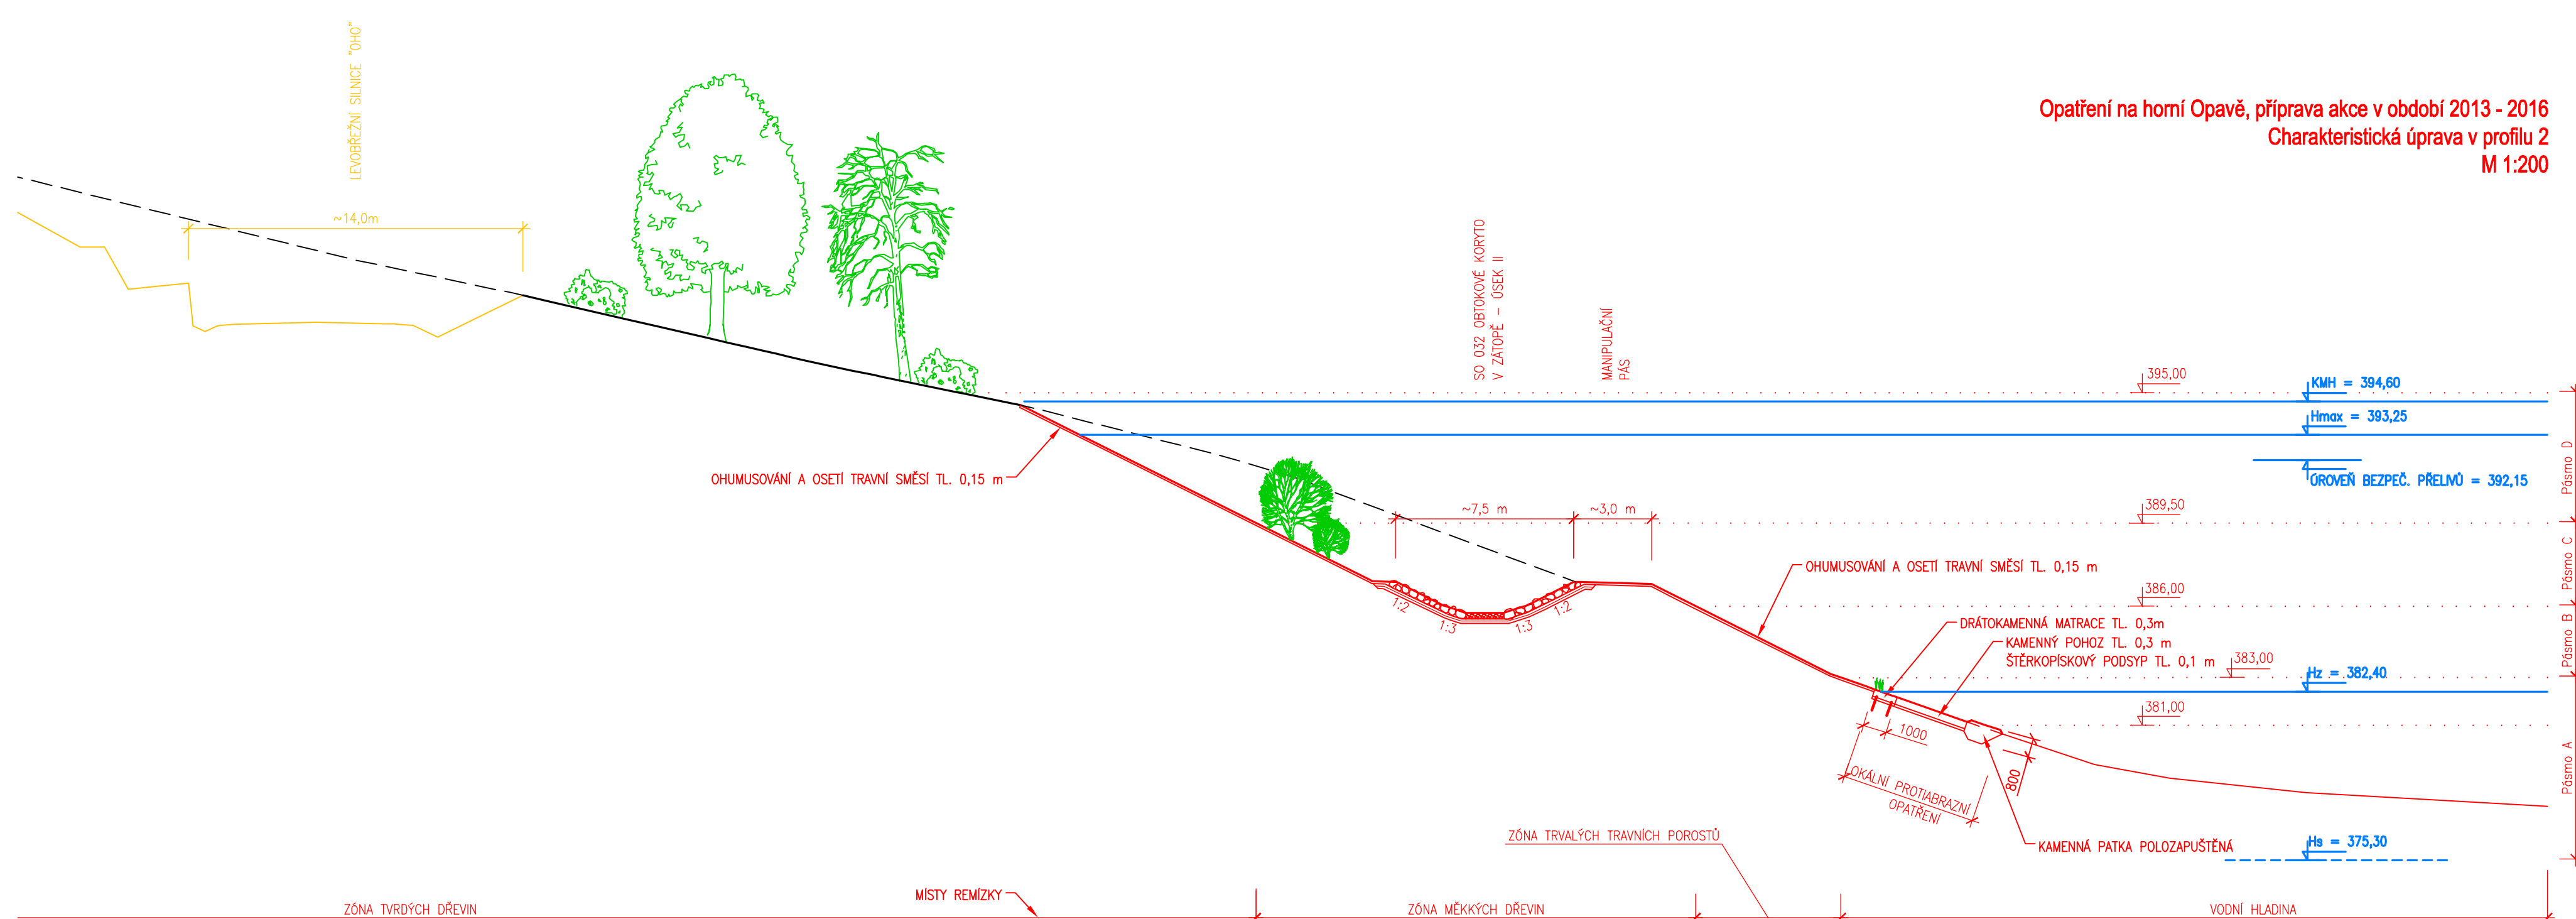 LEVOBŘEŽNÍ SILNICE "OHO"
~14,0m
Opatření na horní Opavě, příprava akce v období 2013 - 2016
Charakteristická úprava v profilu 2
M 1:200
SO 032 OBTOKOVÉ KORYTO
V ZÁTOPĚ – ÚSEK II
MANIPULAČNÍ
PÁS
395,00
KMH = 394,60
Hmax = 393,25
ÚROVEŇ BEZPEČ. PŘELIVŮ = 392,15
OHUMUSOVÁNÍ A OSETÍ TRAVNÍ SMĚSÍ TL. 0,15 m
~7,5 m
~3,0 m
389,50
OHUMUSOVÁNÍ A OSETÍ TRAVNÍ SMĚSÍ TL. 0,15 m
386,00
1:2
1:3
1:3
1:2
DRÁTOKAMENNÁ MATRACE TL. 0,3m
KAMENNÝ POHOZ TL. 0,3 m
ŠTĚRKOPÍSKOVÝ PODSYP TL. 0,1 m
383,00
Hz = 382,40
381,00
1000
800
LOKÁLNÍ PROTIABRAZNÍ
OPATŘENÍ
KAMENNÁ PATKA POLOZAPUŠTĚNÁ
Hs = 375,30
Pásmo D
Pásmo C
Pásmo B
Pásmo A
ZÓNA TRVALÝCH TRAVNÍCH POROSTŮ
MÍSTY REMÍZKY
ZÓNA TVRDÝCH DŘEVIN
ZÓNA MĚKKÝCH DŘEVIN
VODNÍ HLADINA